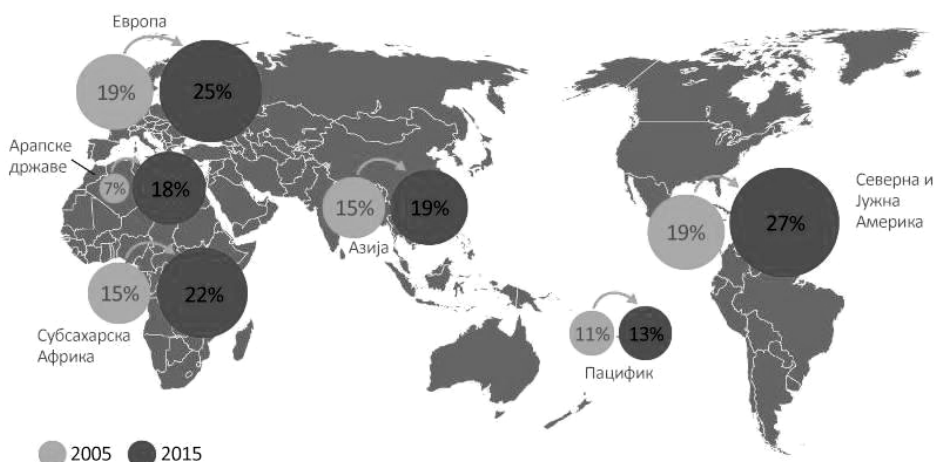 Европа
19%
25%
Арапске
државе
7%
18%
15%
19%
Азија
Северна и
Јужна
Америка
19%
27%
15%
22%
Субсахарска
Африка
11%
13%
Пацифик
2005
2015